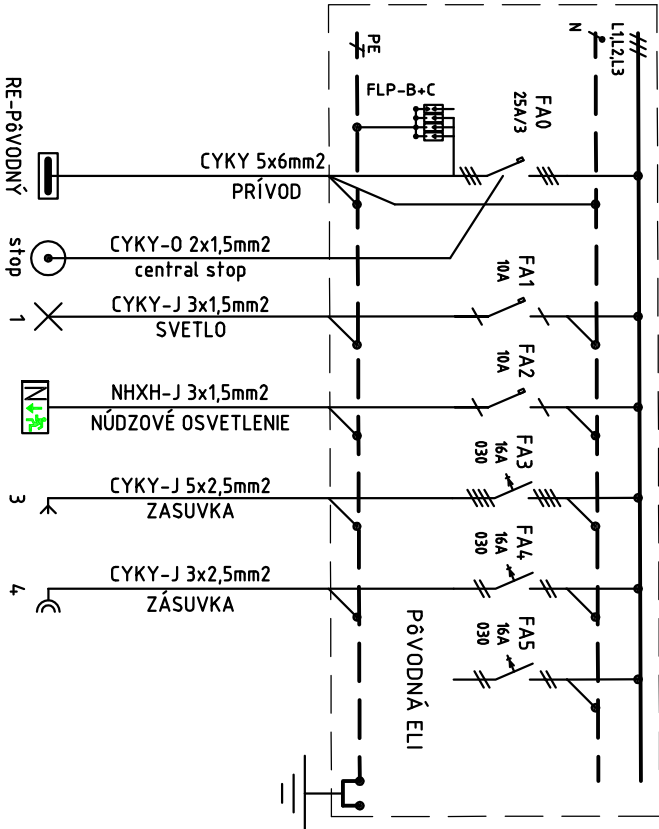 L1,L2,L3
N
PE
FLP-B+C
FA0
25A/3
RE-PôVODNÝ
CYKY 5x6mm2
PRÍVOD
stop
CYKY-O 2x1,5mm2
central stop
1
CYKY-J 3x1,5mm2
SVETLO
FA1
10A
N
NHXH-J 3x1,5mm2
NÚDZOVÉ OSVETLENIE
FA2
10A
3
CYKY-J 5x2,5mm2
ZASUVKA
FA3
16A
030
4
CYKY-J 3x2,5mm2
ZÁSUVKA
FA4
16A
030
FA5
16A
030
PôVODNÁ ELI